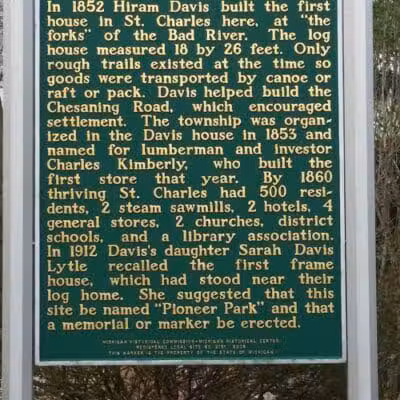 In 1852 Hiram Davis built the first
house in St. Charles here, at "the
forks" of the Bad River. The log
house measured 18 by 26 feet. Only
rough trails existed at the time so
goods were transported by canoe or
raft or pack. Davis helped build the
Chesaning Road, which encouraged
settlement. The township was organ-
ized in the Davis house in 1853 and
named for lumberman and investor
Charles Kimberly, who built the
first store that year. By 1860
thriving St. Charles had 500 resi-
dents, 2 steam sawmills, 2 hotels, 4
general stores, 2 churches, district
schools, and a library association.
In 1912 Davis's daughter Sarah Davis
Lytle recalled the first frame
house, which had stood near their
log home. She suggested that this
site be named "Pioneer Park" and that
a memorial or marker be erected.
MICHIGAN HISTORICAL COMMISSION-MICHIGAN HISTORICAL CENTER
REGISTERED LOCAL SITE NO.
THIS MARKER IS THE PROPERTY OF THE STATE OF MICHIGAN